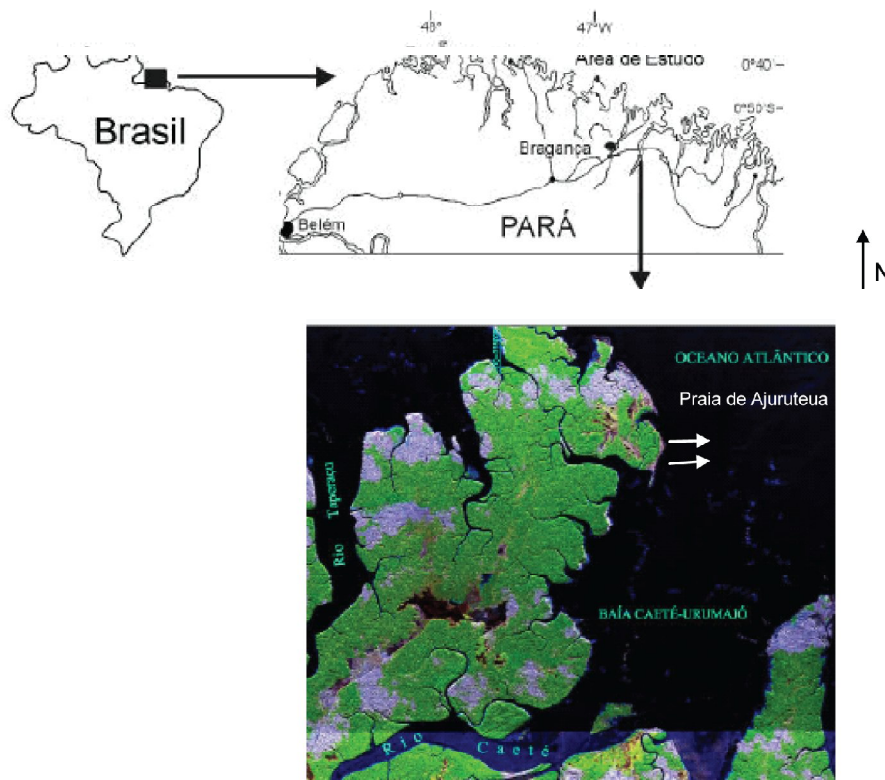 48°
47°W
Área de Estudo
0°40'
0°50'S
Brasil
Bragança
Belém
PARÁ
N
OCEANO ATLÂNTICO
Praia de Ajuruteua
Rio Taperaçu
BAÍA CAETÉ-URUMAJÓ
Rio Caeté